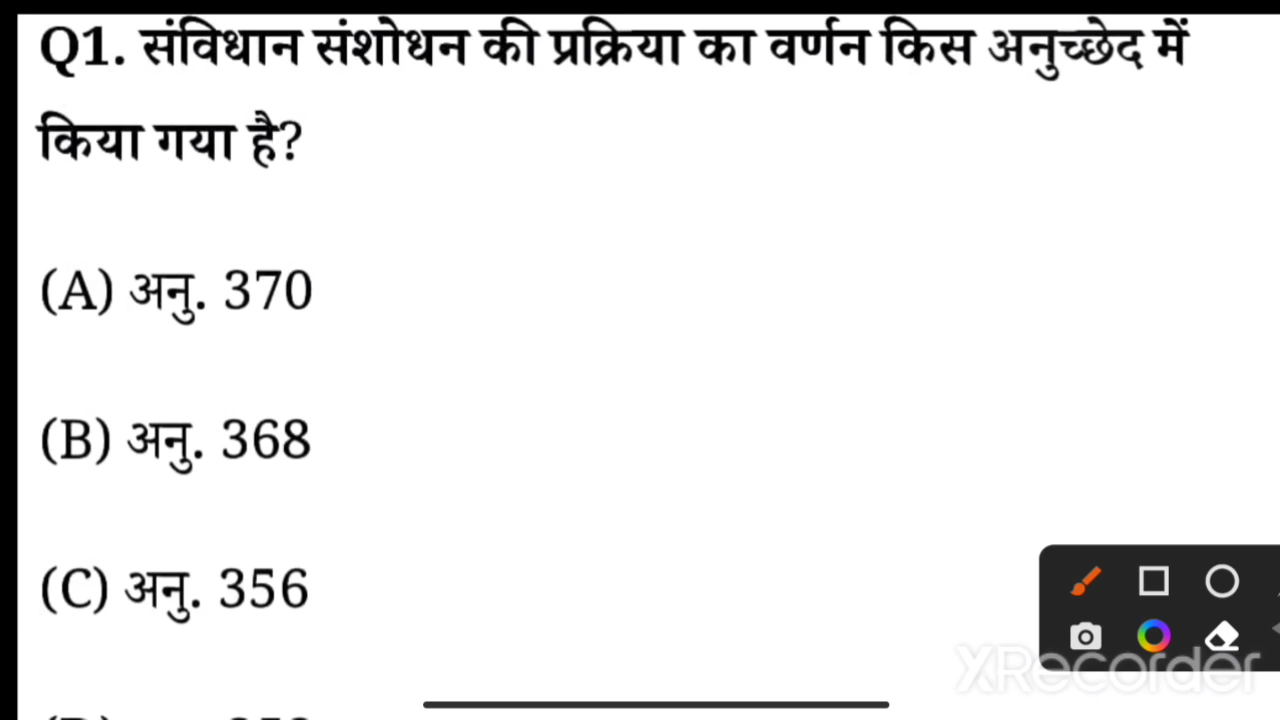 Q1. संविधान संशोधन की प्रक्रिया का वर्णन किस अनुच्छेद में
किया गया है?
(A) अनु. 370
(B) अनु. 368
(C) अनु. 356
XRecorder